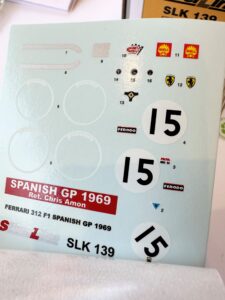 SLK 139
15
FERODO
15
FERODO
SPANISH GP 1969
Ret. Chris Amon
FERRARI 312 F1 SPANISH GP 1969
15
SLK 139